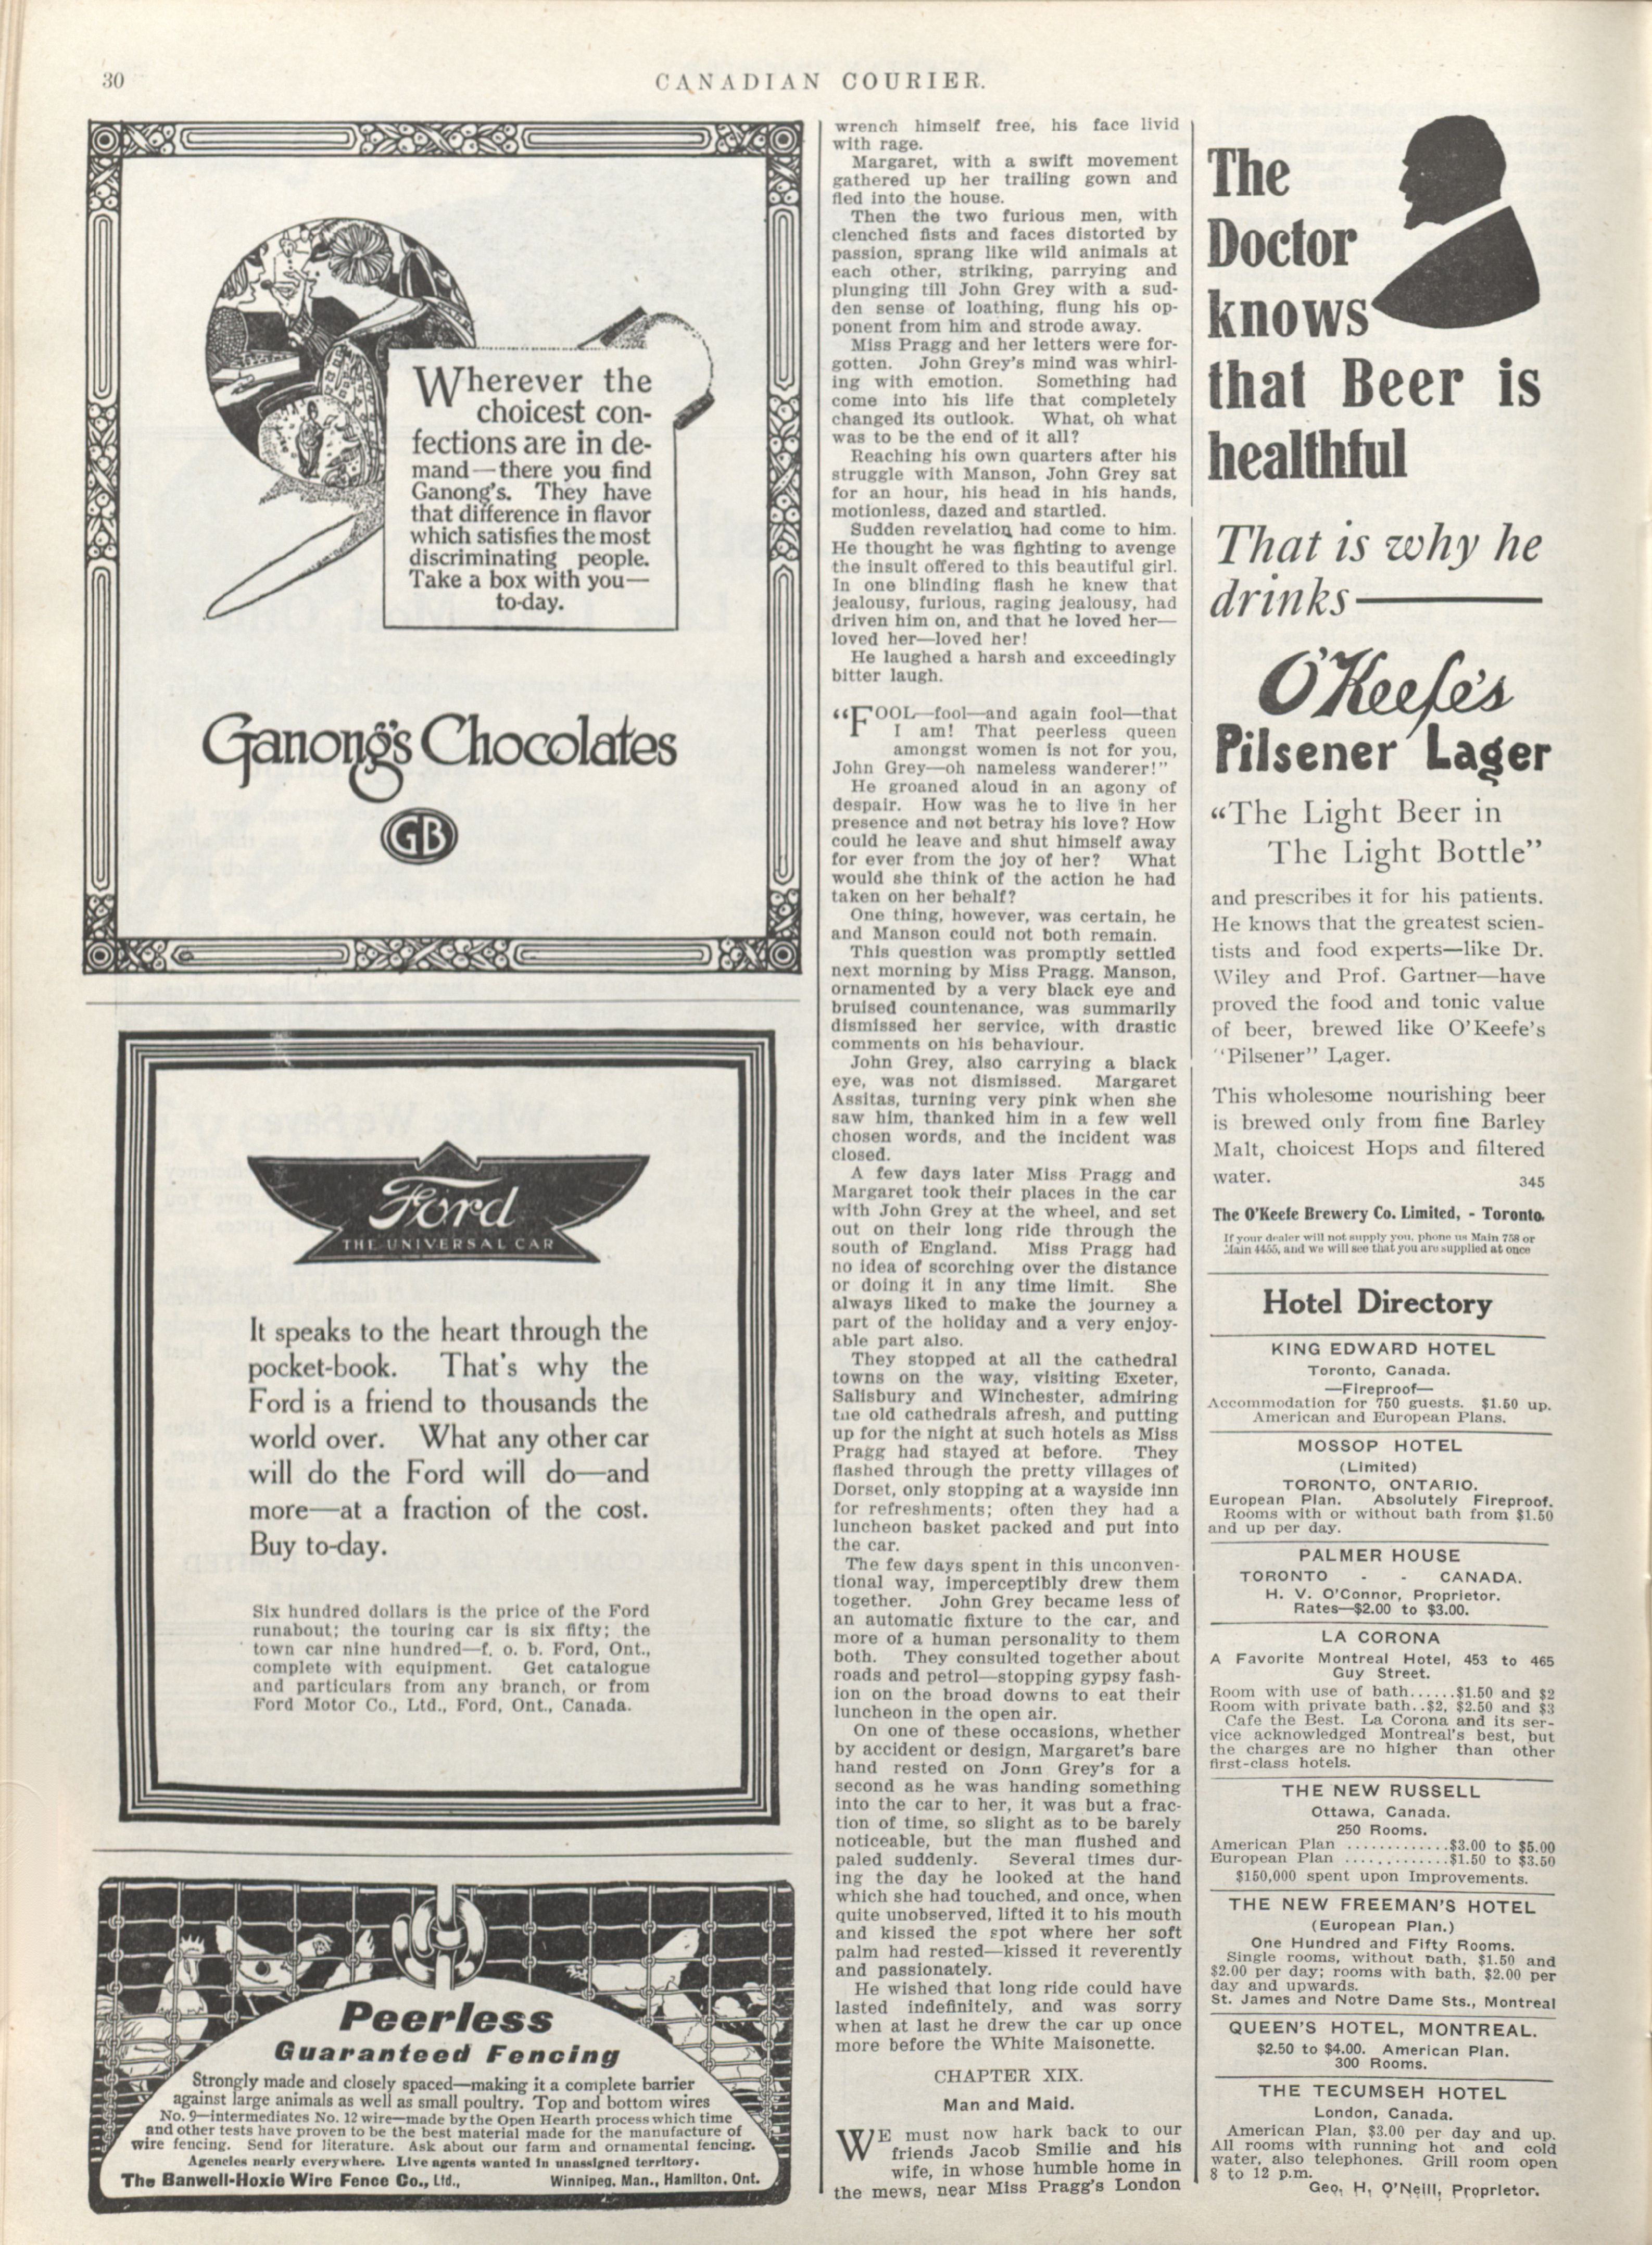 30
CANADIAN COURIER.
Wherever the
choicest con-
fections are in de-
mand—there you find
Ganong's. They have
that difference in flavor
which satisfies the most
discriminating people.
Take a box with you—
to-day.
Ganong's Chocolates
GB
Ford
THE UNIVERSAL CAR
It speaks to the heart through the
pocket-book. That's why the
Ford is a friend to thousands the
world over. What any other car
will do the Ford will do—and
more—at a fraction of the cost.
Buy to-day.
Six hundred dollars is the price of the Ford
runabout; the touring car is six fifty; the
town car nine hundred—f. o. b. Ford, Ont.,
complete with equipment. Get catalogue
and particulars from any branch, or from
Ford Motor Co., Ltd., Ford, Ont., Canada.
Peerless
Guaranteed Fencing
Strongly made and closely spaced—making it a complete barrier
against large animals as well as small poultry. Top and bottom wires
No. 9—intermediates No. 12 wire—made by the Open Hearth process which time
and other tests have proven to be the best material made for the manufacture of
wire fencing. Send for literature. Ask about our farm and ornamental fencing.
Agencies nearly everywhere. Live agents wanted in unassigned territory.
The Banwell-Hoxie Wire Fence Co., Ltd., Winnipeg, Man., Hamilton, Ont.
wrench himself free, his face livid
with rage.
Margaret, with a swift movement
gathered up her trailing gown and
fled into the house.
Then the two furious men, with
clenched fists and faces distorted by
passion, sprang like wild animals at
each other, striking, parrying and
plunging till John Grey with a sud-
den sense of loathing, flung his op-
ponent from him and strode away.
Miss Pragg and her letters were for-
gotten. John Grey's mind was whirl-
ing with emotion. Something had
come into his life that completely
changed its outlook. What, oh what
was to be the end of it all?
Reaching his own quarters after his
struggle with Manson, John Grey sat
for an hour, his head in his hands,
motionless, dazed and startled.
Sudden revelation had come to him.
He thought he was fighting to avenge
the insult offered to this beautiful girl.
In one blinding flash he knew that
jealousy, furious, raging jealousy, had
driven him on, and that he loved her—
loved her—loved her!
He laughed a harsh and exceedingly
bitter laugh.
“FOOL—fool—and again fool—that
I am! That peerless queen
amongst women is not for you,
John Grey—oh nameless wanderer!”
He groaned aloud in an agony of
despair. How was he to live in her
presence and not betray his love? How
could he leave and shut himself away
for ever from the joy of her? What
would she think of the action he had
taken on her behalf?
One thing, however, was certain, he
and Manson could not both remain.
This question was promptly settled
next morning by Miss Pragg. Manson,
ornamented by a very black eye and
bruised countenance, was summarily
dismissed her service, with drastic
comments on his behaviour.
John Grey, also carrying a black
eye, was not dismissed. Margaret
Assitas, turning very pink when she
saw him, thanked him in a few well
chosen words, and the incident was
closed.
A few days later Miss Pragg and
Margaret took their places in the car
with John Grey at the wheel, and set
out on their long ride through the
south of England. Miss Pragg had
no idea of scorching over the distance
or doing it in any time limit. She
always liked to make the journey a
part of the holiday and a very enjoy-
able part also.
They stopped at all the cathedral
towns on the way, visiting Exeter,
Salisbury and Winchester, admiring
the old cathedrals afresh, and putting
up for the night at such hotels as Miss
Pragg had stayed at before. They
flashed through the pretty villages of
Dorset, only stopping at a wayside inn
for refreshments; often they had a
luncheon basket packed and put into
the car.
The few days spent in this unconven-
tional way, imperceptibly drew them
together. John Grey became less of
an automatic fixture to the car, and
more of a human personality to them
both. They consulted together about
roads and petrol—stopping gypsy fash-
ion on the broad downs to eat their
luncheon in the open air.
On one of these occasions, whether
by accident or design, Margaret's bare
hand rested on John Grey's for a
second as he was handing something
into the car to her, it was but a frac-
tion of time, so slight as to be barely
noticeable, but the man flushed and
paled suddenly. Several times dur-
ing the day he looked at the hand
which she had touched, and once, when
quite unobserved, lifted it to his mouth
and kissed the spot where her soft
palm had rested—kissed it reverently
and passionately.
He wished that long ride could have
lasted indefinitely, and was sorry
when at last he drew the car up once
more before the White Maisonette.
CHAPTER XIX.
Man and Maid.
WE must now hark back to our
friends Jacob Smilie and his
wife, in whose humble home in
the mews, near Miss Pragg's London
The
Doctor
knows
that Beer is
healthful
That is why he
drinks—
O'Keefe's
Pilsener Lager
“The Light Beer in
The Light Bottle”
and prescribes it for his patients.
He knows that the greatest scien-
tists and food experts—like Dr.
Wiley and Prof. Gartner—have
proved the food and tonic value
of beer, brewed like O'Keefe's
“Pilsener” Lager.
This wholesome nourishing beer
is brewed only from fine Barley
Malt, choicest Hops and filtered
water. 345
The O'Keefe Brewery Co. Limited, - Toronto.
If your dealer will not supply you, phone us Main 758 or
Main 4455, and we will see that you are supplied at once
Hotel Directory
KING EDWARD HOTEL
Toronto, Canada.
—Fireproof—
Accommodation for 750 guests. $1.50 up.
American and European Plans.
MOSSOP HOTEL
(Limited)
TORONTO, ONTARIO.
European Plan. Absolutely Fireproof.
Rooms with or without bath from $1.50
and up per day.
PALMER HOUSE
TORONTO - - CANADA.
H. V. O'Connor, Proprietor.
Rates—$2.00 to $3.00.
LA CORONA
A Favorite Montreal Hotel, 453 to 465
Guy Street.
Room with use of bath......$1.50 and $2
Room with private bath..$2, $2.50 and $3
Cafe the Best. La Corona and its ser-
vice acknowledged Montreal's best, but
the charges are no higher than other
first-class hotels.
THE NEW RUSSELL
Ottawa, Canada.
250 Rooms.
American Plan ............$3.00 to $5.00
European Plan ............$1.50 to $3.50
$150,000 spent upon Improvements.
THE NEW FREEMAN'S HOTEL
(European Plan.)
One Hundred and Fifty Rooms.
Single rooms, without bath, $1.50 and
$2.00 per day; rooms with bath, $2.00 per
day and upwards.
St. James and Notre Dame Sts., Montreal
QUEEN'S HOTEL, MONTREAL.
$2.50 to $4.00. American Plan.
300 Rooms.
THE TECUMSEH HOTEL
London, Canada.
American Plan, $3.00 per day and up.
All rooms with running hot and cold
water, also telephones. Grill room open
8 to 12 p.m.
Geo. H. O'Neill, Proprietor.